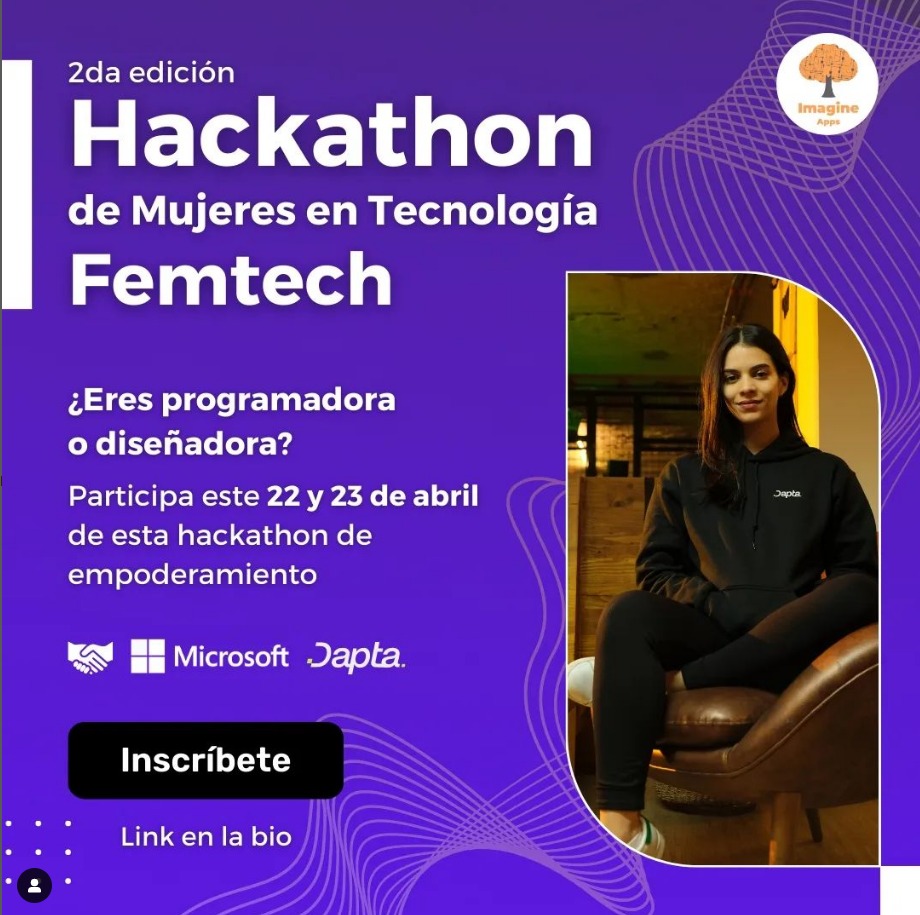 2da edición
Hackathon
de Mujeres en Tecnología
Femtech
Imagine
Apps
¿Eres programadora
o diseñadora?
Participa este 22 y 23 de abril
de esta hackathon de
empoderamiento
Microsoft Dapta.
Dapta.
Inscríbete
Link en la bio